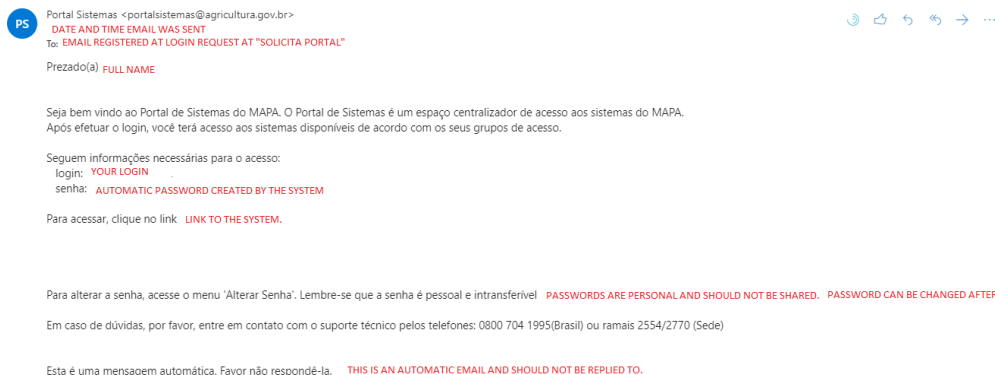 PS
Portal Sistemas <portalsistemas@agricultura.gov.br>
DATE AND TIME EMAIL WAS SENT
To: EMAIL REGISTERED AT LOGIN REQUEST AT "SOLICITA PORTAL"
Prezado(a) FULL NAME
Seja bem vindo ao Portal de Sistemas do MAPA. O Portal de Sistemas é um espaço centralizador de acesso aos sistemas do MAPA.
Após efetuar o login, você terá acesso aos sistemas disponíveis de acordo com os seus grupos de acesso.
Seguem informações necessárias para o acesso:
login: YOUR LOGIN .
senha: AUTOMATIC PASSWORD CREATED BY THE SYSTEM
Para acessar, clique no link LINK TO THE SYSTEM.
Para alterar a senha, acesse o menu 'Alterar Senha'. Lembre-se que a senha é pessoal e intransferível PASSWORDS ARE PERSONAL AND SHOULD NOT BE SHARED. PASSWORD CAN BE CHANGED AFTER
Em caso de dúvidas, por favor, entre em contato com o suporte técnico pelos telefones: 0800 704 1995(Brasil) ou ramais 2554/2770 (Sede)
Esta é uma mensagem automática. Favor não respondê-la. THIS IS AN AUTOMATIC EMAIL AND SHOULD NOT BE REPLIED TO.